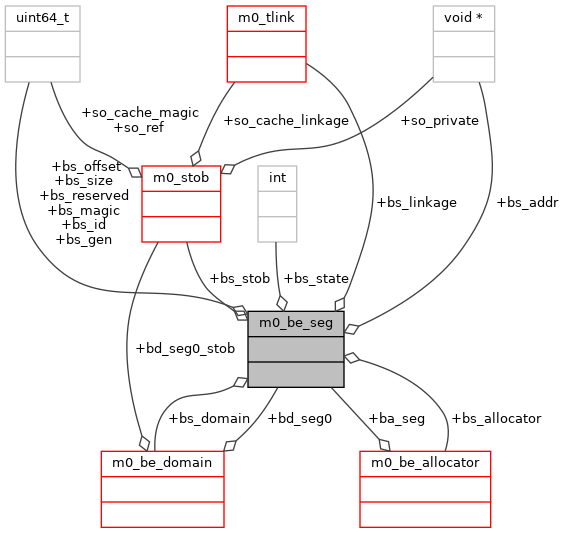 uint64_t
m0_tlink
void *
+so_cache_magic
+so_ref
+so_cache_linkage
+so_private
+bs_offset
+bs_size
+bs_reserved
+bs_magic
+bs_id
+bs_gen
m0_stob
int
+bs_linkage
+bs_addr
+bs_stob
+bs_state
m0_be_seg
+bd_seg0_stob
+bs_domain
+bd_seg0
+ba_seg
+bs_allocator
m0_be_domain
m0_be_allocator